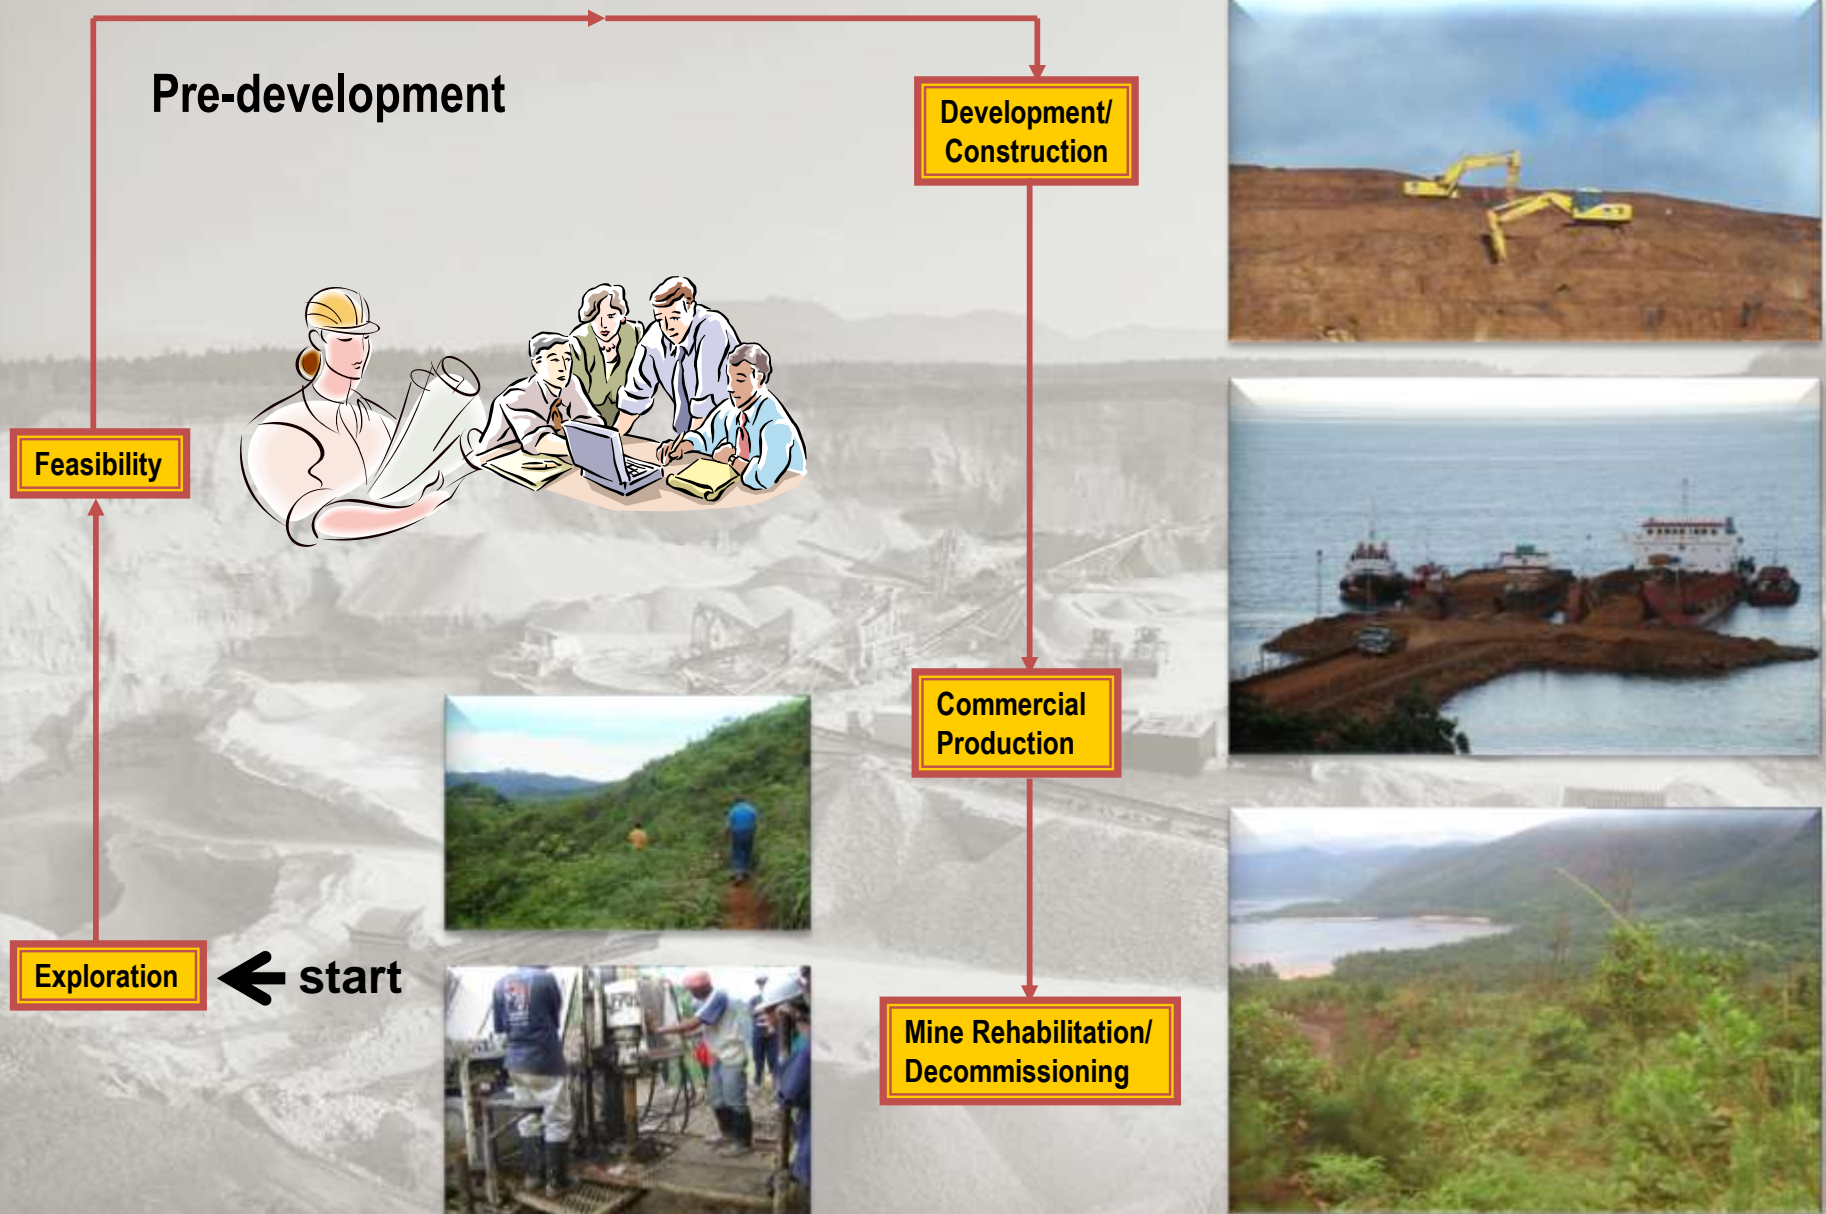 Pre-development
Development/
Construction
Feasibility
Commercial
Production
Exploration
start
Mine Rehabilitation/
Decommissioning